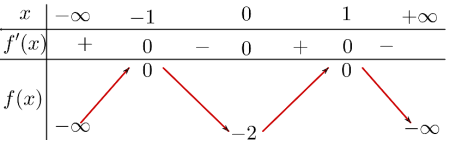 x −∞ −1 0 1 +∞
f′(x) + 0 − 0 + 0 −
f(x) −∞ 0 −2 0 −∞